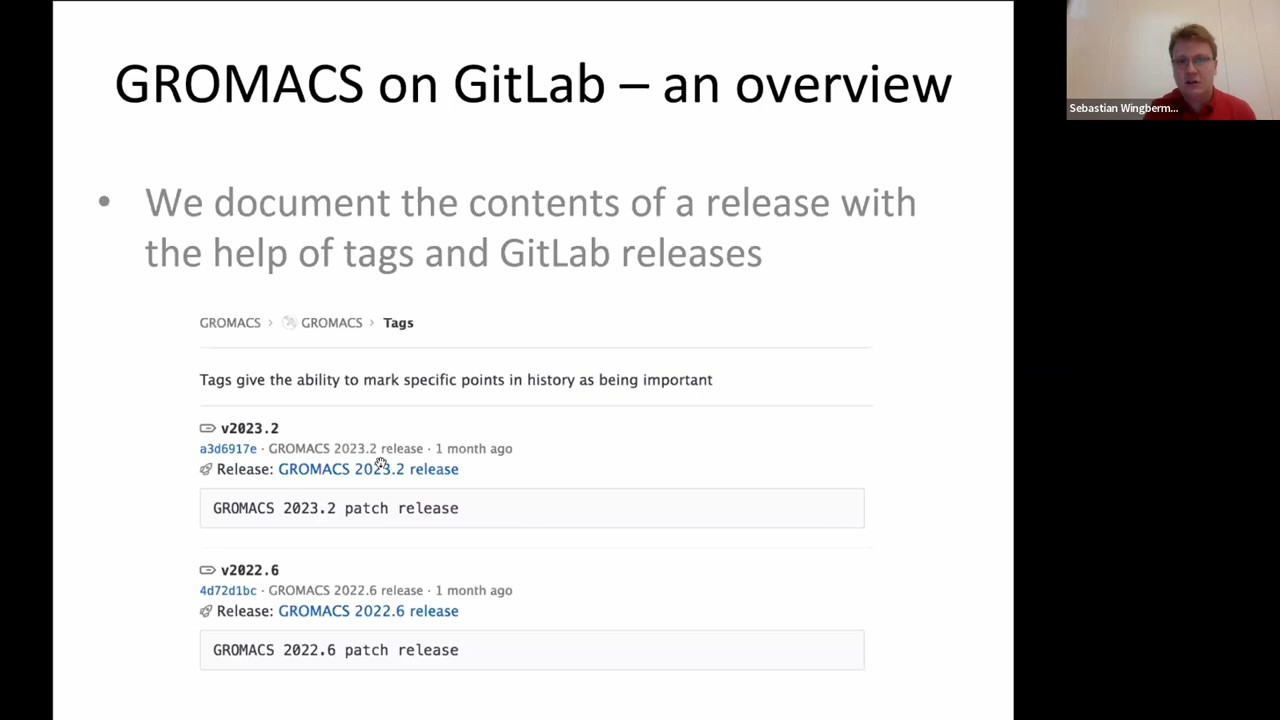 GROMACS on GitLab – an overview
Sebastian Wingberm...
• We document the contents of a release with
the help of tags and GitLab releases
GROMACS › GROMACS › Tags
Tags give the ability to mark specific points in history as being important
v2023.2
a3d6917e · GROMACS 2023.2 release · 1 month ago
Release: GROMACS 2023.2 release
GROMACS 2023.2 patch release
v2022.6
4d72d1bc · GROMACS 2022.6 release · 1 month ago
Release: GROMACS 2022.6 release
GROMACS 2022.6 patch release